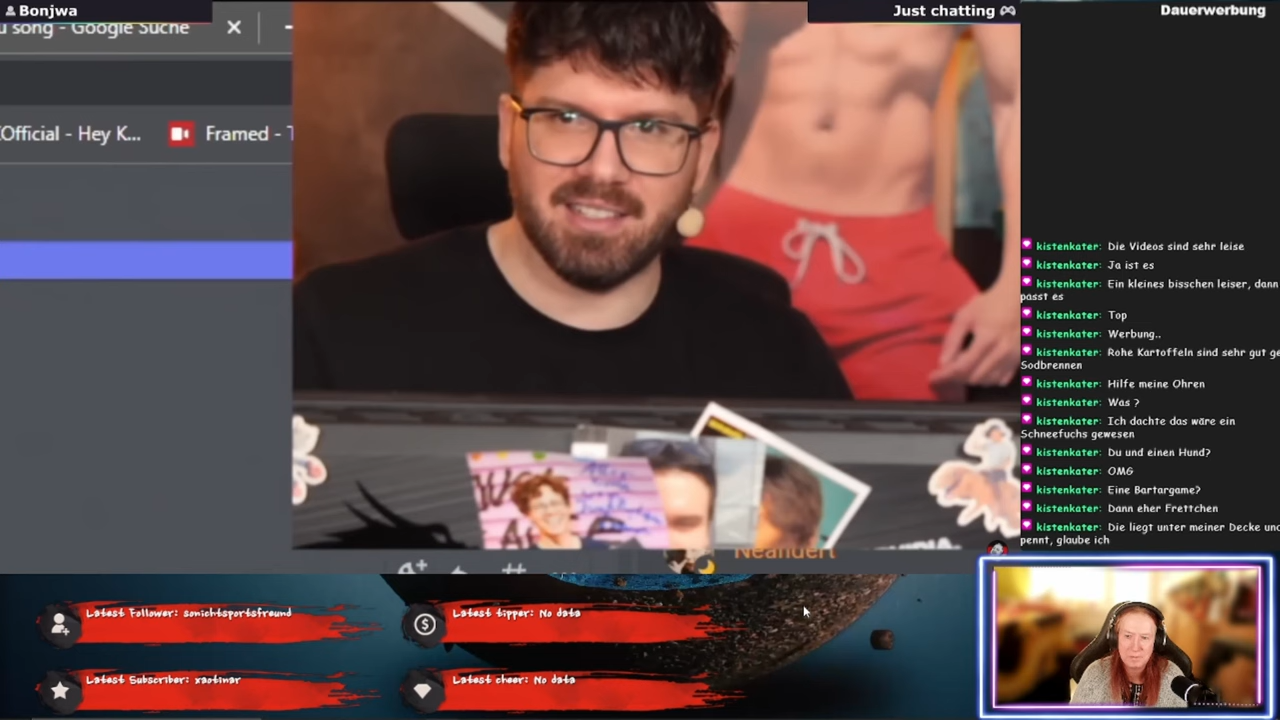 Bonjwa
Just chatting
Dauerwerbung
u song - Google Suche
Official - Hey K...
Framed - T
kistenkater: Die Videos sind sehr leise
kistenkater: Ja ist es
kistenkater: Ein kleines bisschen leiser, dann
passt es
kistenkater: Top
kistenkater: Werbung..
kistenkater: Rohe Kartoffeln sind sehr gut ge
Sodbrennen
kistenkater: Hilfe meine Ohren
kistenkater: Was ?
kistenkater: Ich dachte das wäre ein
Schneefuchs gewesen
kistenkater: Du und einen Hund?
kistenkater: OMG
kistenkater: Eine Bartargame?
kistenkater: Dann eher Frettchen
kistenkater: Die liegt unter meiner Decke und
pennt, glaube ich
Neandert
Latest Follower: sonichtsportsfreund
Latest tipper: No data
Latest Subscriber: xaotinar
Latest cheer: No data